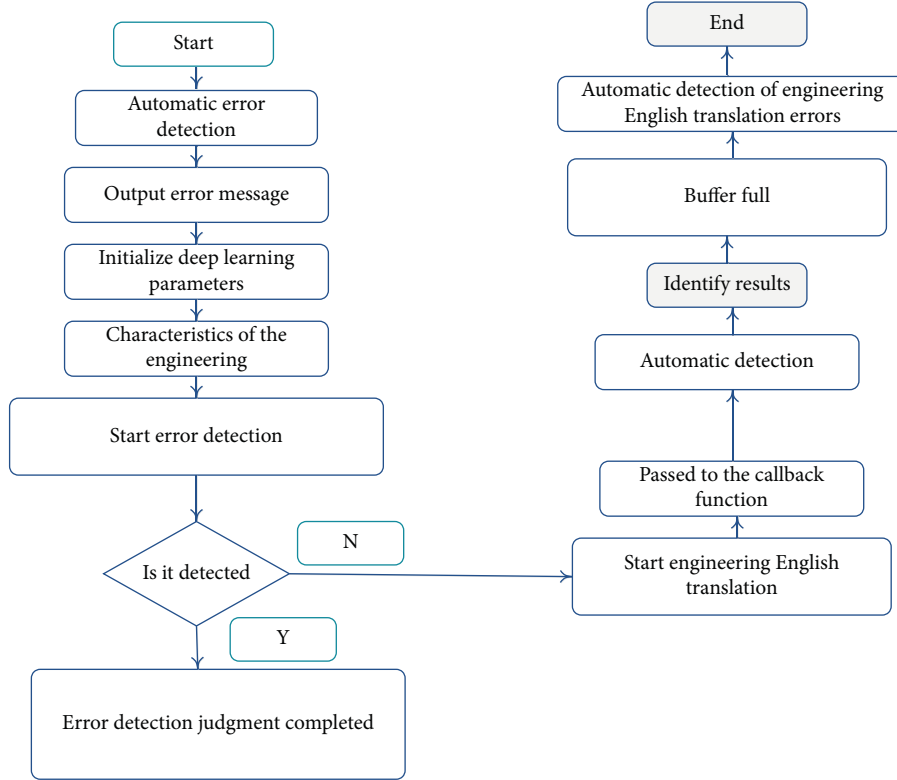 Start
Automatic error
detection
Output error message
Initialize deep learning
parameters
Characteristics of the
engineering
Start error detection
Is it detected
N
Y
Error detection judgment completed
End
Automatic detection of engineering
English translation errors
Buffer full
Identify results
Automatic detection
Passed to the callback
function
Start engineering English
translation